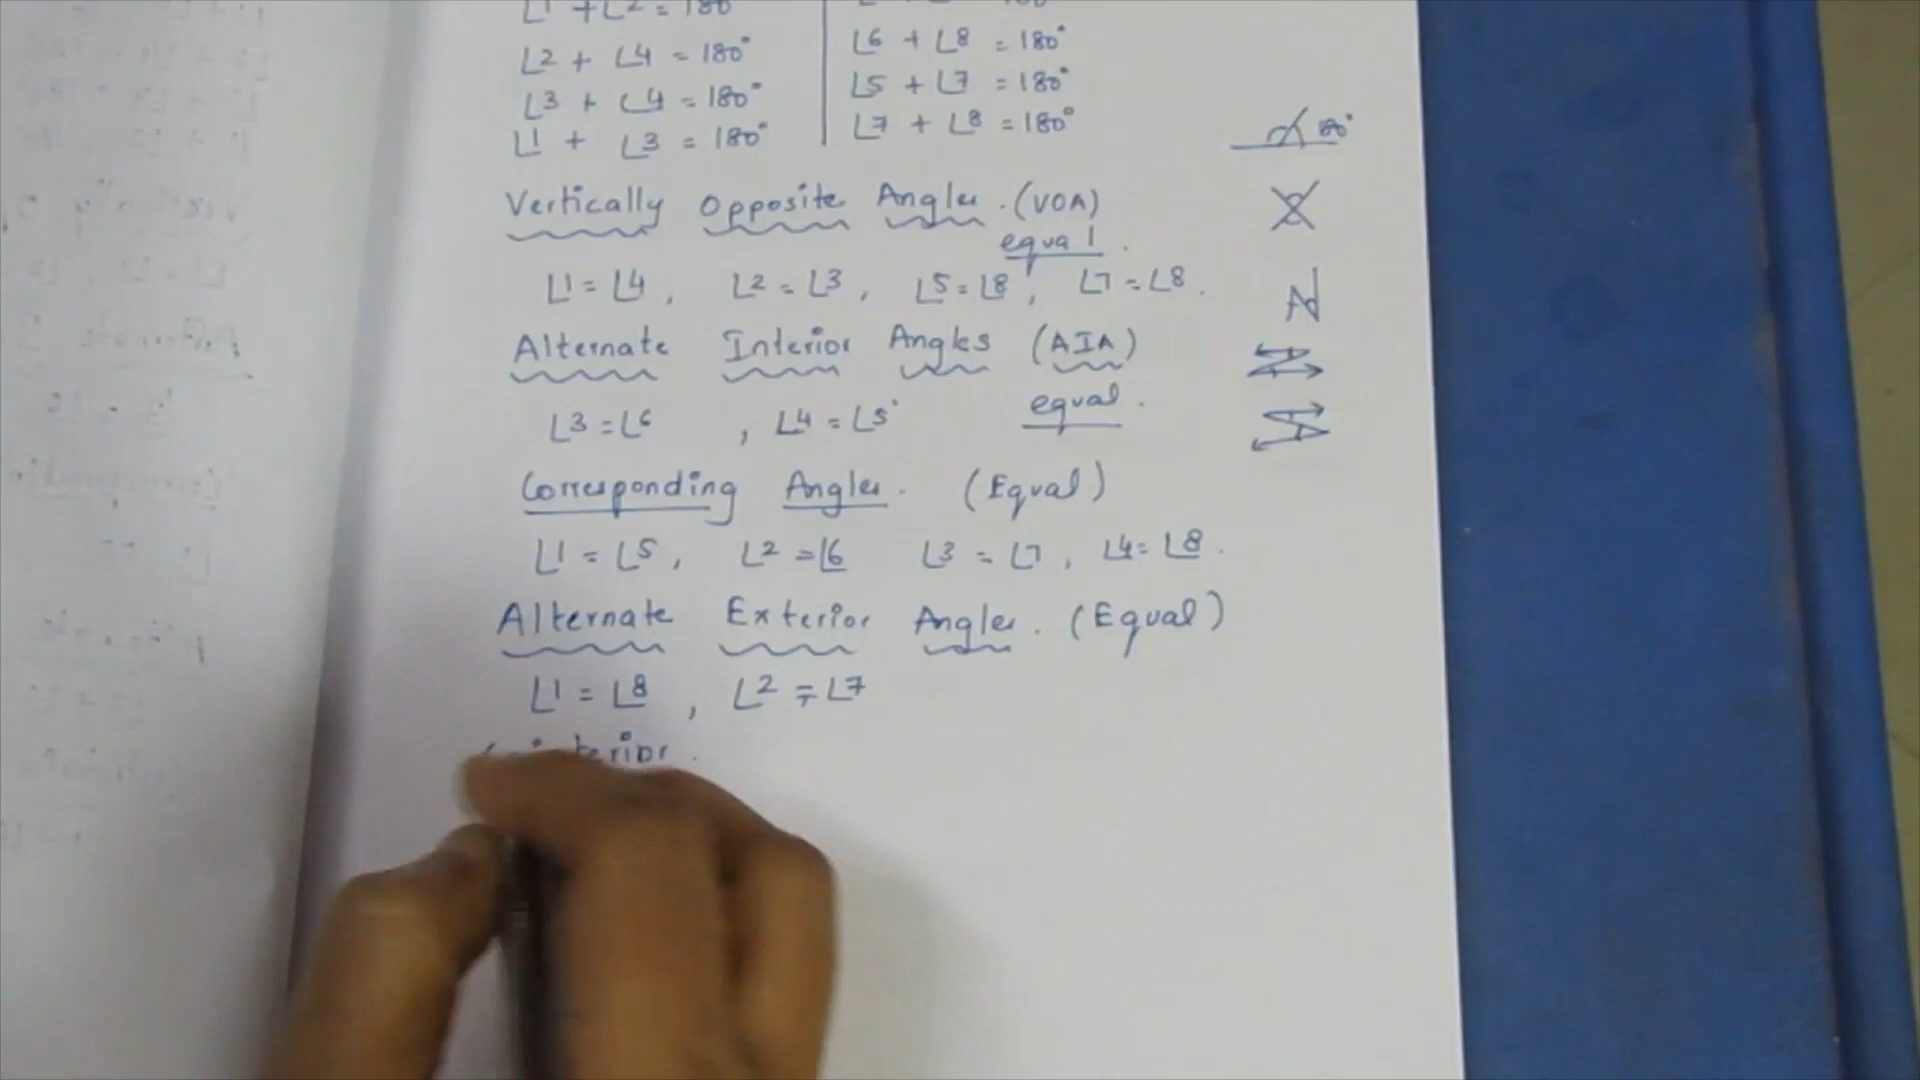 ∠1 + ∠2 = 180
∠2 + ∠4 = 180°
∠3 + ∠4 = 180°
∠1 + ∠3 = 180°
∠6 + ∠8 = 180°
∠5 + ∠7 = 180°
∠7 + ∠8 = 180°
Vertically Opposite Angles. (VOA)
equal.
∠1 = ∠4, ∠2 = ∠3, ∠5 = ∠8, ∠7 = ∠8.
Alternate Interior Angles (AIA)
equal.
∠3 = ∠6, ∠4 = ∠5
Corresponding Angles. (Equal)
∠1 = ∠5, ∠2 = ∠6 ∠3 = ∠7, ∠4 = ∠8.
Alternate Exterior Angles. (Equal)
∠1 = ∠8, ∠2 = ∠7